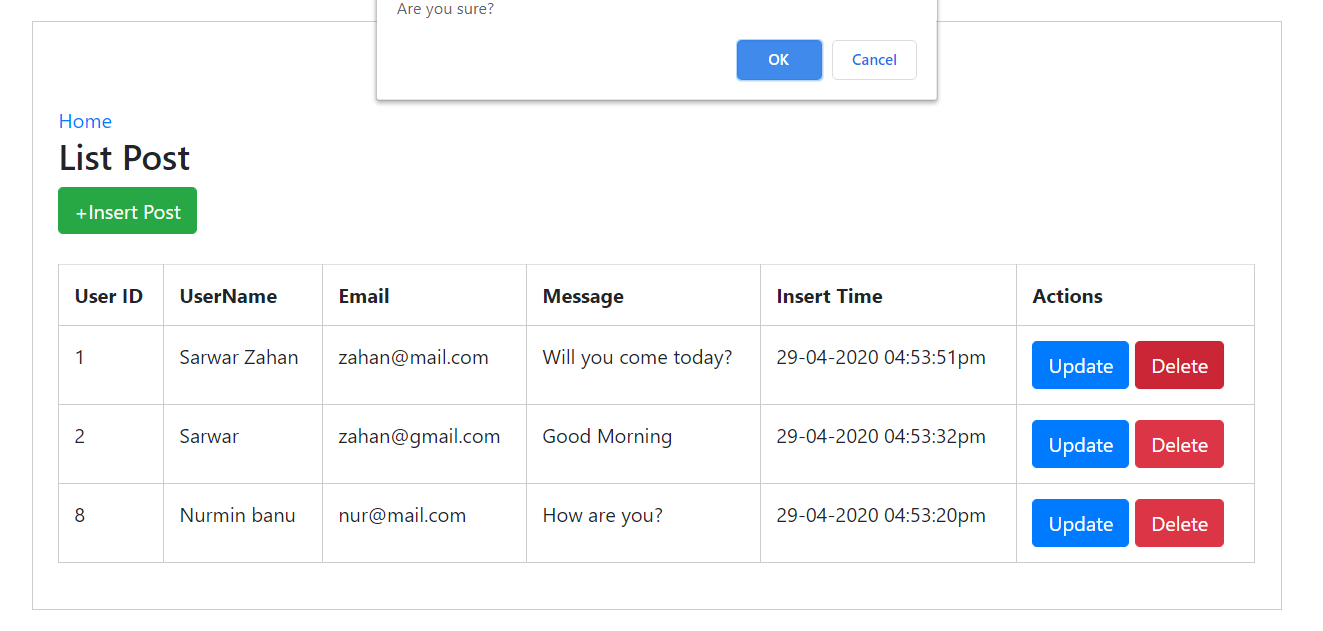 Are you sure?
OK Cancel
Home
List Post
+Insert Post
User ID UserName Email Message Insert Time Actions
1 Sarwar Zahan zahan@mail.com Will you come today? 29-04-2020 04:53:51pm Update Delete
2 Sarwar zahan@gmail.com Good Morning 29-04-2020 04:53:32pm Update Delete
8 Nurmin banu nur@mail.com How are you? 29-04-2020 04:53:20pm Update Delete